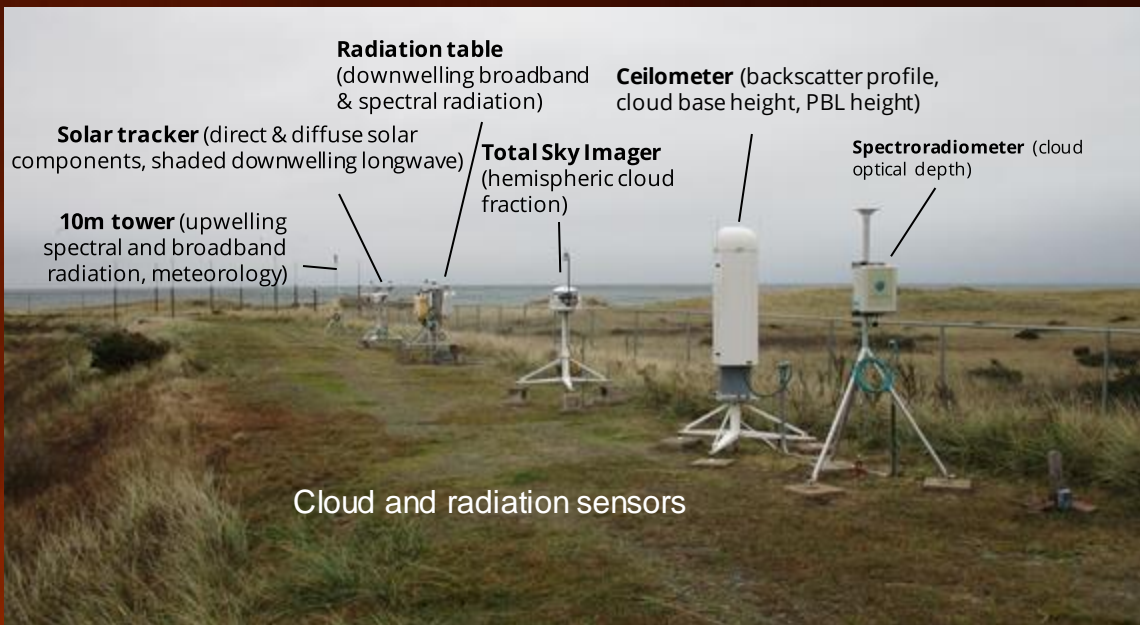 Radiation table
(downwelling broadband
& spectral radiation)
Ceilometer (backscatter profile,
cloud base height, PBL height)
Solar tracker (direct & diffuse solar
components, shaded downwelling longwave)
Total Sky Imager
(hemispheric cloud
fraction)
Spectroradiometer (cloud
optical depth)
10m tower (upwelling
spectral and broadband
radiation, meteorology)
Cloud and radiation sensors